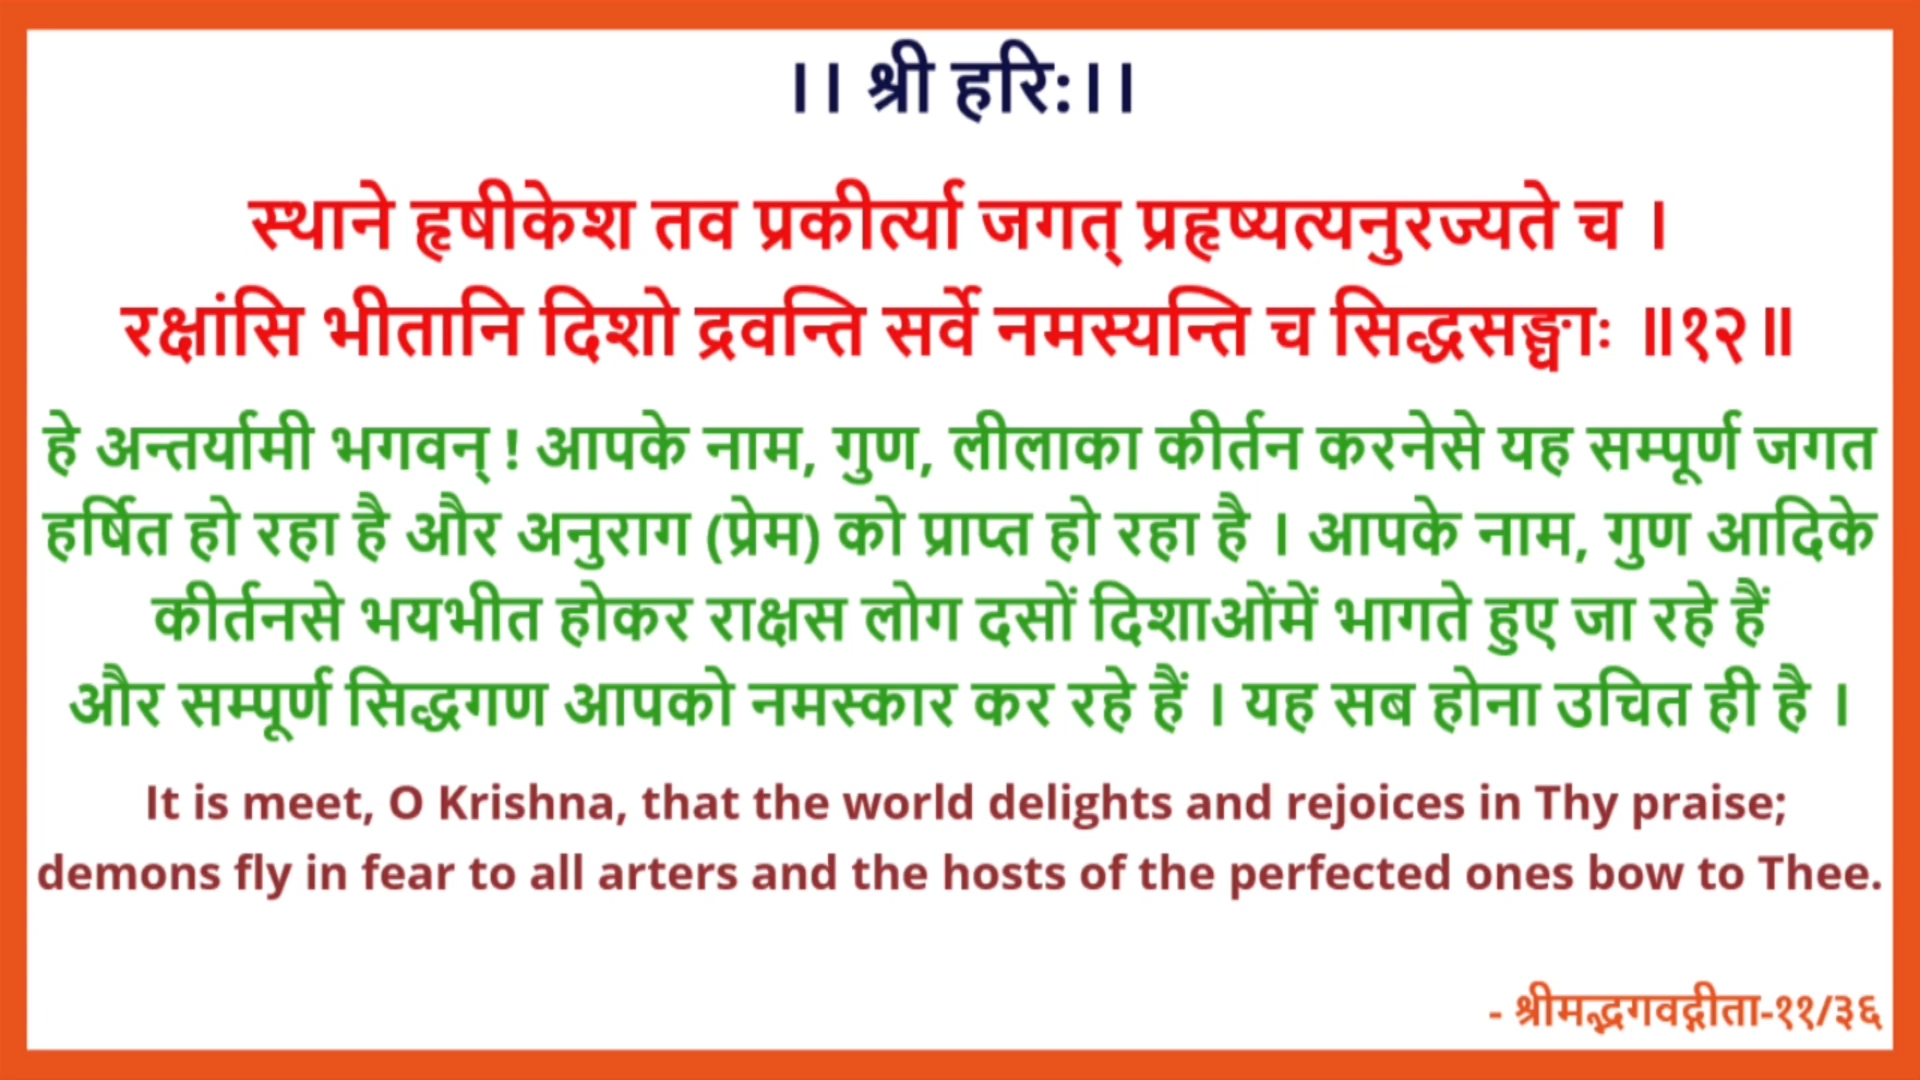 ।। श्री हरि:।।
स्थाने हृषीकेश तव प्रकीर्त्या जगत् प्रहृष्यत्यनुरज्यते च ।
रक्षांसि भीतानि दिशो द्रवन्ति सर्वे नमस्यन्ति च सिद्धसङ्घाः ॥१२॥
हे अन्तर्यामी भगवन् ! आपके नाम, गुण, लीलाका कीर्तन करनेसे यह सम्पूर्ण जगत
हर्षित हो रहा है और अनुराग (प्रेम) को प्राप्त हो रहा है । आपके नाम, गुण आदिके
कीर्तनसे भयभीत होकर राक्षस लोग दसों दिशाओंमें भागते हुए जा रहे हैं
और सम्पूर्ण सिद्धगण आपको नमस्कार कर रहे हैं । यह सब होना उचित ही है ।
It is meet, O Krishna, that the world delights and rejoices in Thy praise;
demons fly in fear to all arters and the hosts of the perfected ones bow to Thee.
- श्रीमद्भगवद्गीता-११/३६